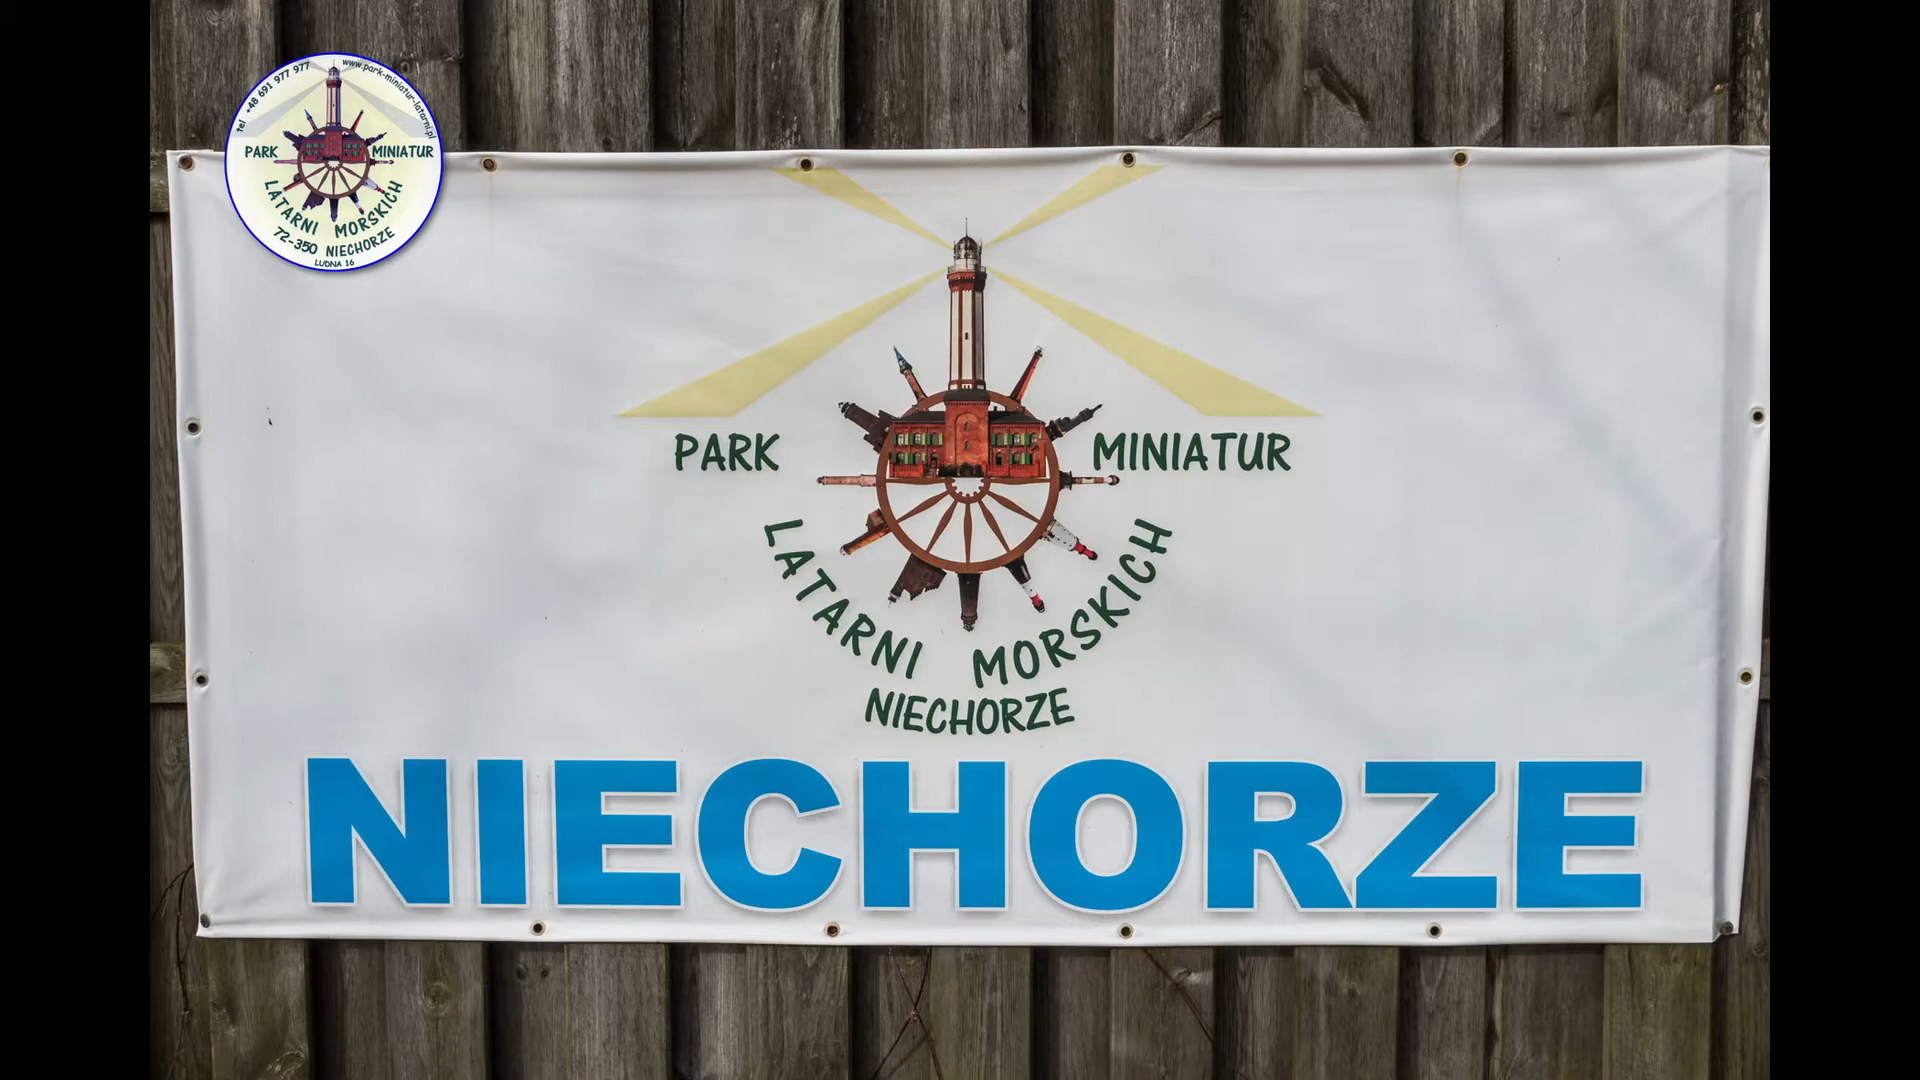 tel +48 691 977 977 www.park-miniatur-latarni.pl
PARK MINIATUR
LATARNI MORSKICH
72-350 NIECHORZE
LUDNA 16
PARK MINIATUR
LATARNI MORSKICH
NIECHORZE
NIECHORZE